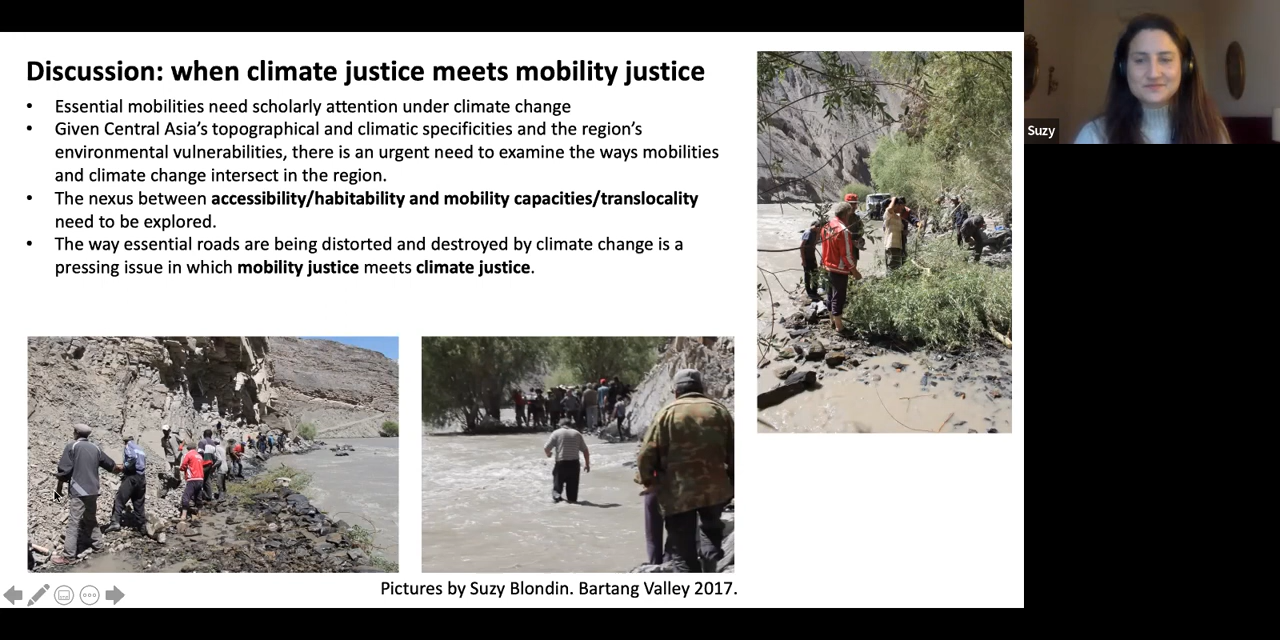 Discussion: when climate justice meets mobility justice
• Essential mobilities need scholarly attention under climate change
• Given Central Asia’s topographical and climatic specificities and the region’s
environmental vulnerabilities, there is an urgent need to examine the ways mobilities
and climate change intersect in the region.
• The nexus between accessibility/habitability and mobility capacities/translocality
need to be explored.
• The way essential roads are being distorted and destroyed by climate change is a
pressing issue in which mobility justice meets climate justice.
Pictures by Suzy Blondin. Bartang Valley 2017.
Suzy